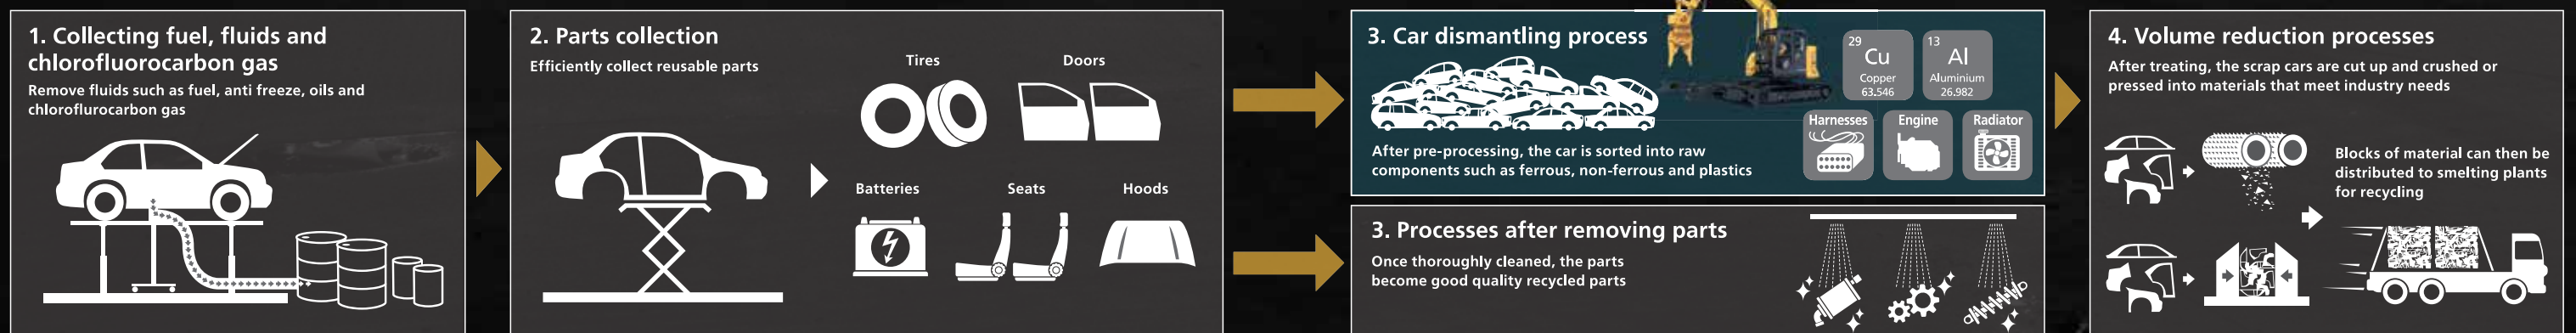 1. Collecting fuel, fluids and
chlorofluorocarbon gas
Remove fluids such as fuel, anti freeze, oils and
chloroflurocarbon gas
2. Parts collection
Efficiently collect reusable parts
Tires
Doors
Batteries
Seats
Hoods
3. Car dismantling process
29
Cu
Copper
63.546
13
Al
Aluminium
26.982
Harnesses
Engine
Radiator
After pre-processing, the car is sorted into raw
components such as ferrous, non-ferrous and plastics
3. Processes after removing parts
Once thoroughly cleaned, the parts
become good quality recycled parts
4. Volume reduction processes
After treating, the scrap cars are cut up and crushed or
pressed into materials that meet industry needs
Blocks of material can then be
distributed to smelting plants
for recycling